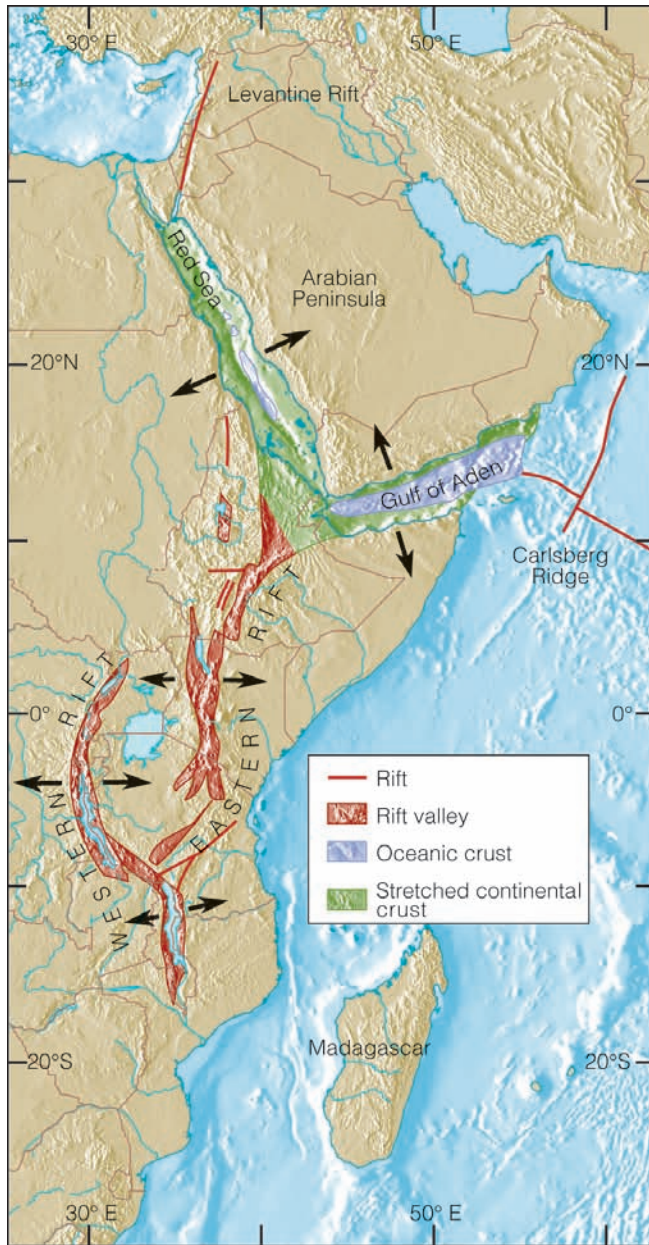 30° E
50° E
Levantine Rift
Red Sea
Arabian
Peninsula
20°N
20°N
Gulf of Aden
Carlsberg
Ridge
EASTERN RIFT
WESTERN RIFT
0°
0°
Rift
Rift valley
Oceanic crust
Stretched continental
crust
Madagascar
20°S
20°S
30° E
50° E